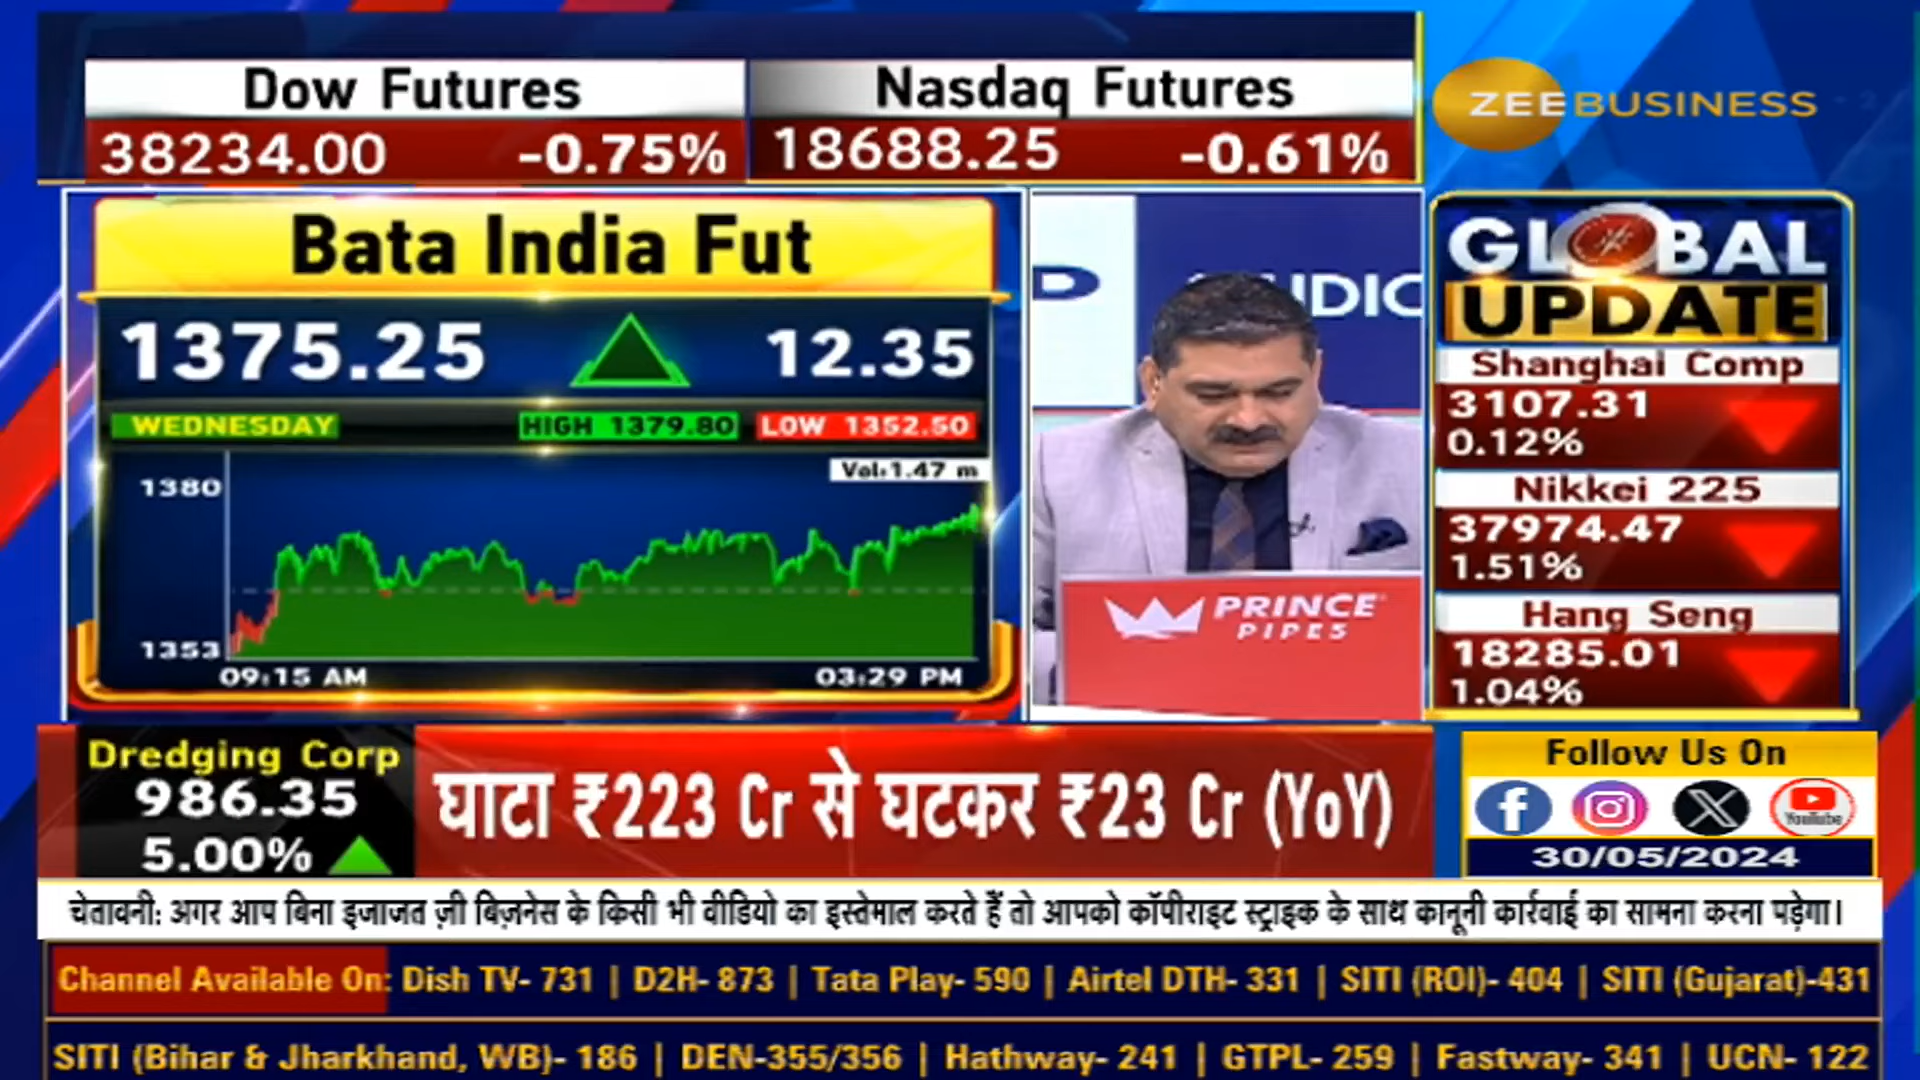 Dow Futures
38234.00 -0.75%
Nasdaq Futures
18688.25 -0.61%
ZEEBUSINESS
Bata India Fut
1375.25 12.35
WEDNESDAY HIGH 1379.80 LOW 1352.50
Vol:1.47 m
1380
1353
09:15 AM 03:29 PM
PRINCE
PIPES
GLOBAL
UPDATE
Shanghai Comp
3107.31
0.12%
Nikkei 225
37974.47
1.51%
Hang Seng
18285.01
1.04%
Dredging Corp
986.35
5.00%
घाटा ₹223 Cr से घटकर ₹23 Cr (YoY)
Follow Us On
YouTube
30/05/2024
चेतावनी: अगर आप बिना इजाजत ज़ी बिज़नेस के किसी भी वीडियो का इस्तेमाल करते हैं तो आपको कॉपीराइट स्ट्राइक के साथ कानूनी कार्रवाई का सामना करना पड़ेगा।
Channel Available On: Dish TV- 731 | D2H- 873 | Tata Play- 590 | Airtel DTH- 331 | SITI (ROI)- 404 | SITI (Gujarat)-431
SITI (Bihar & Jharkhand, WB)- 186 | DEN-355/356 | Hathway- 241 | GTPL- 259 | Fastway- 341 | UCN- 122